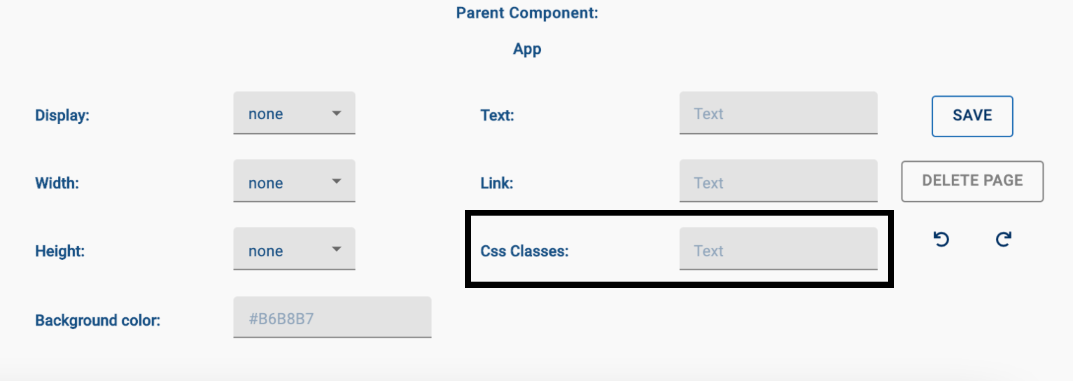 Parent Component:
App
Display: none Text: Text SAVE
Width: none Link: Text DELETE PAGE
Height: none Css Classes: Text
Background color: #B6B8B7